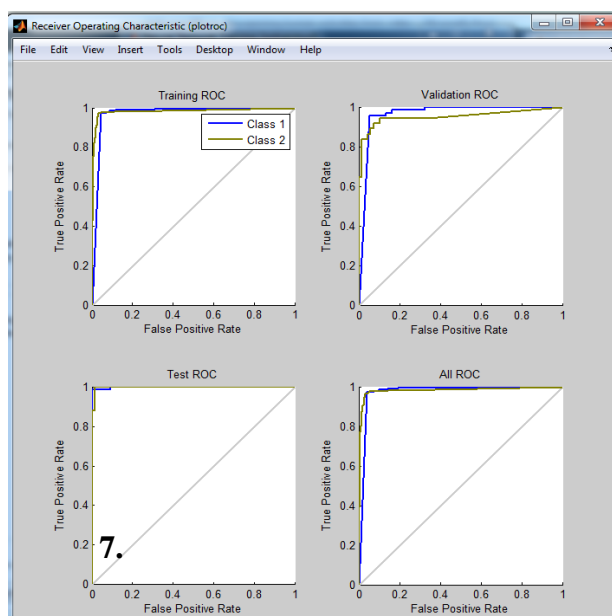 Receiver Operating Characteristic (plotroc)
File Edit View Insert Tools Desktop Window Help
Training ROC
1
0.8
0.6
0.4
0.2
0
True Positive Rate
Class 1
Class 2
0 0.2 0.4 0.6 0.8 1
False Positive Rate
Validation ROC
1
0.8
0.6
0.4
0.2
0
True Positive Rate
0 0.2 0.4 0.6 0.8 1
False Positive Rate
Test ROC
1
0.8
0.6
0.4
0.2
0
True Positive Rate
7.
0 0.2 0.4 0.6 0.8 1
False Positive Rate
All ROC
1
0.8
0.6
0.4
0.2
0
True Positive Rate
0 0.2 0.4 0.6 0.8 1
False Positive Rate